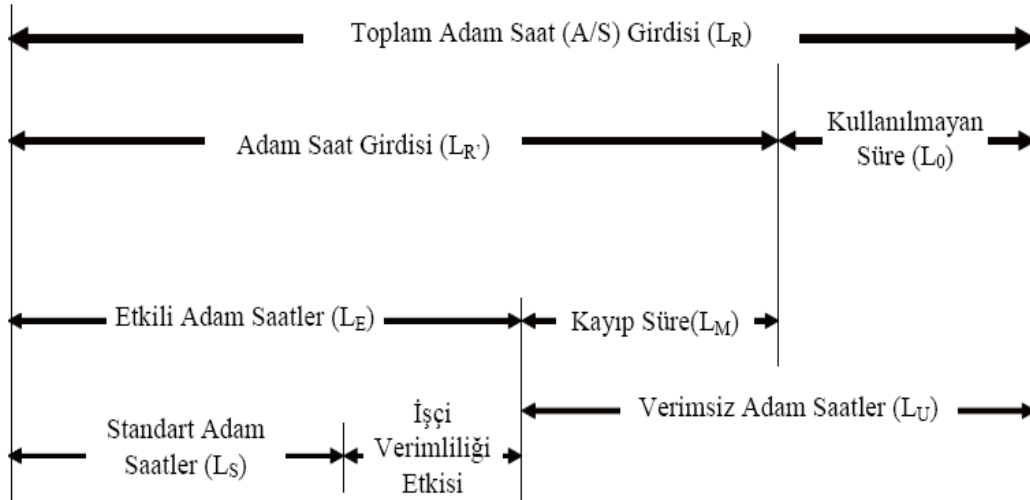 Toplam Adam Saat (A/S) Girdisi (L_R)
Adam Saat Girdisi (L_R')
Kullanılmayan
Süre (L_0)
Etkili Adam Saatler (L_E)
Kayıp Süre(L_M)
Verimsiz Adam Saatler (L_U)
Standart Adam
Saatler (L_S)
İşçi
Verimliliği
Etkisi